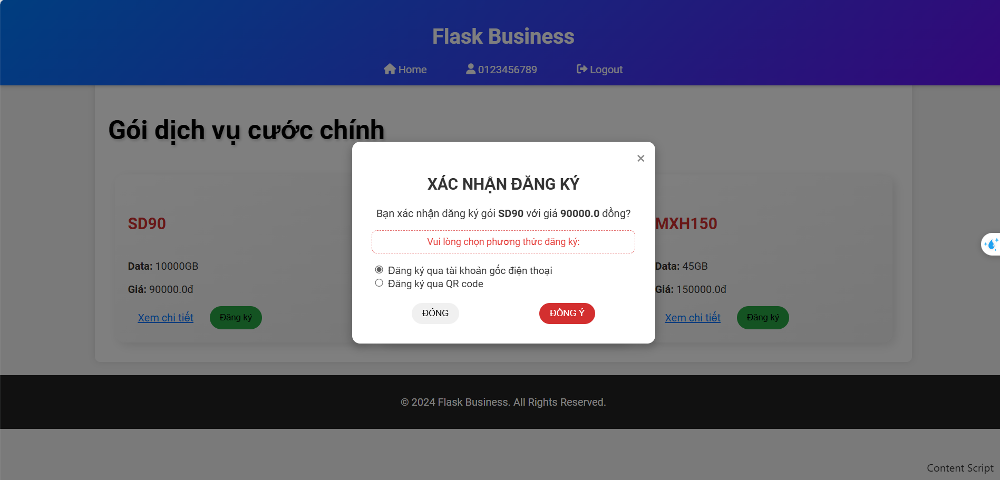 Flask Business
Home 0123456789 Logout
Gói dịch vụ cước chính
×
XÁC NHẬN ĐĂNG KÝ
Bạn xác nhận đăng ký gói SD90 với giá 90000.0 đồng?
Vui lòng chọn phương thức đăng ký:
Đăng ký qua tài khoản gốc điện thoại
Đăng ký qua QR code
ĐÓNG ĐỒNG Ý
SD90
Data: 10000GB
Giá: 90000.0đ
Xem chi tiết Đăng ký
MXH150
Data: 45GB
Giá: 150000.0đ
Xem chi tiết Đăng ký
© 2024 Flask Business. All Rights Reserved.
Content Script